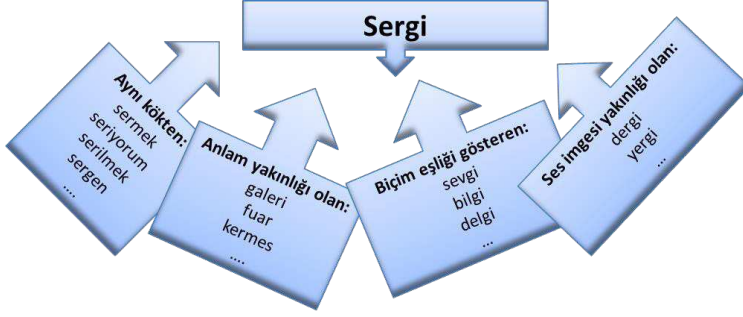 Sergi
Aynı kökten:
sermek
seriyorum
serilmek
sergen
....
Anlam yakınlığı olan:
galeri
fuar
kermes
....
Biçim eşliği gösteren:
sevgi
bilgi
delgi
...
Ses imgesi yakınlığı olan:
dergi
yergi
...